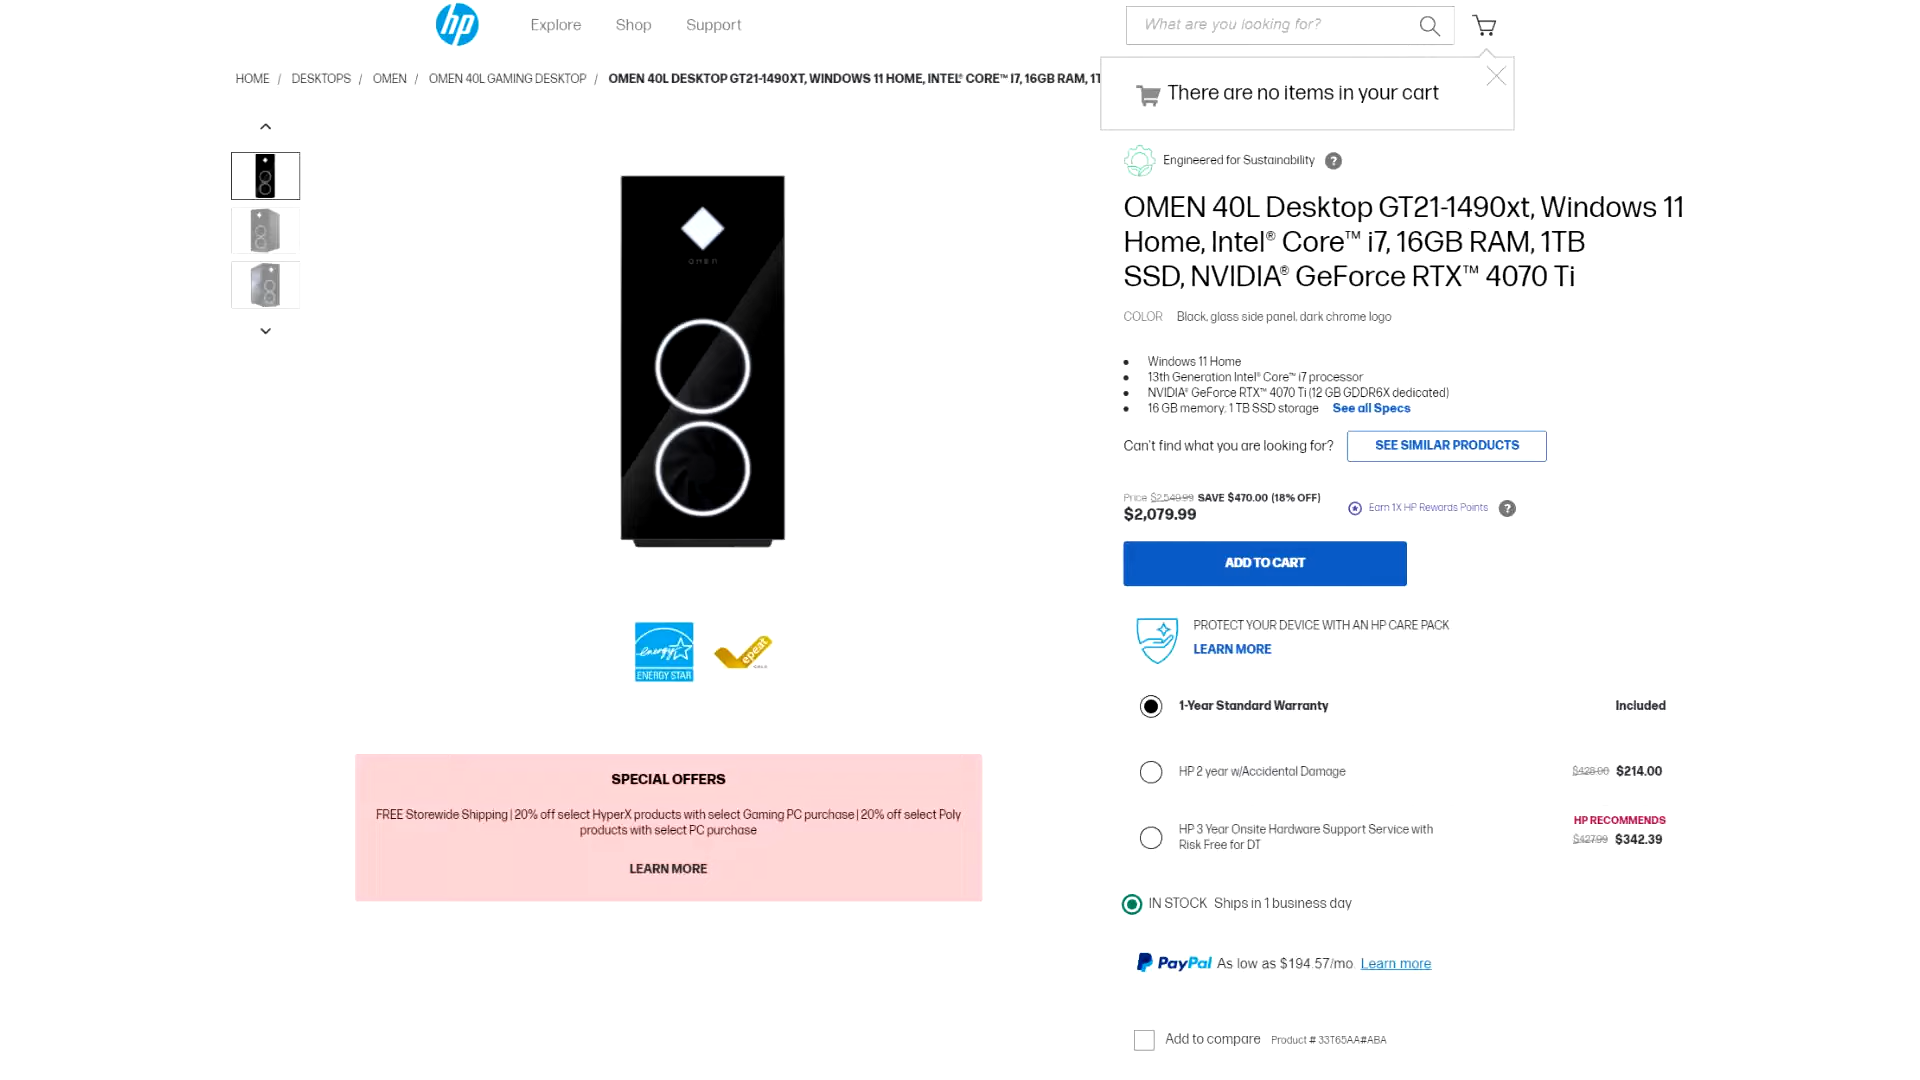 hp
Explore
Shop
Support
What are you looking for?
HOME / DESKTOPS / OMEN / OMEN 40L GAMING DESKTOP / OMEN 40L DESKTOP GT21-1490XT, WINDOWS 11 HOME, INTEL® CORE™ I7, 16GB RAM, 1T
There are no items in your cart
Engineered for Sustainability ?
OMEN 40L Desktop GT21-1490xt, Windows 11
Home, Intel® Core™ i7, 16GB RAM, 1TB
SSD, NVIDIA® GeForce RTX™ 4070 Ti
COLOR Black, glass side panel, dark chrome logo
OMEN
• Windows 11 Home
• 13th Generation Intel® Core™ i7 processor
• NVIDIA® GeForce RTX™ 4070 Ti (12 GB GDDR6X dedicated)
• 16 GB memory; 1 TB SSD storage See all Specs
Can't find what you are looking for? SEE SIMILAR PRODUCTS
Price $2,549.99 SAVE $470.00 (18% OFF)
$2,079.99
Earn 1X HP Rewards Points ?
ADD TO CART
energy
ENERGY STAR
epeat
GOLD
PROTECT YOUR DEVICE WITH AN HP CARE PACK
LEARN MORE
1-Year Standard Warranty Included
HP 2 year w/Accidental Damage $428.00 $214.00
HP RECOMMENDS
HP 3 Year Onsite Hardware Support Service with
Risk Free for DT
$427.99 $342.39
SPECIAL OFFERS
FREE Storewide Shipping | 20% off select HyperX products with select Gaming PC purchase | 20% off select Poly
products with select PC purchase
LEARN MORE
IN STOCK Ships in 1 business day
PayPal As low as $194.57/mo. Learn more
Add to compare Product # 33T65AA#ABA